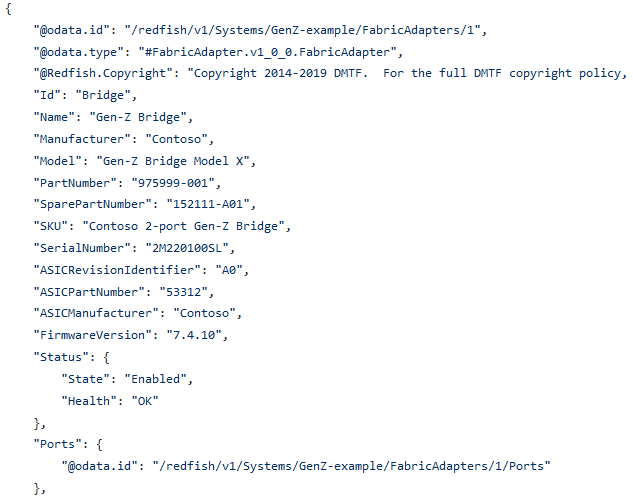 {
    "@odata.id": "/redfish/v1/Systems/GenZ-example/FabricAdapters/1",
    "@odata.type": "#FabricAdapter.v1_0_0.FabricAdapter",
    "@Redfish.Copyright": "Copyright 2014-2019 DMTF.  For the full DMTF copyright policy,
    "Id": "Bridge",
    "Name": "Gen-Z Bridge",
    "Manufacturer": "Contoso",
    "Model": "Gen-Z Bridge Model X",
    "PartNumber": "975999-001",
    "SparePartNumber": "152111-A01",
    "SKU": "Contoso 2-port Gen-Z Bridge",
    "SerialNumber": "2M220100SL",
    "ASICRevisionIdentifier": "A0",
    "ASICPartNumber": "53312",
    "ASICManufacturer": "Contoso",
    "FirmwareVersion": "7.4.10",
    "Status": {
        "State": "Enabled",
        "Health": "OK"
    },
    "Ports": {
        "@odata.id": "/redfish/v1/Systems/GenZ-example/FabricAdapters/1/Ports"
    },